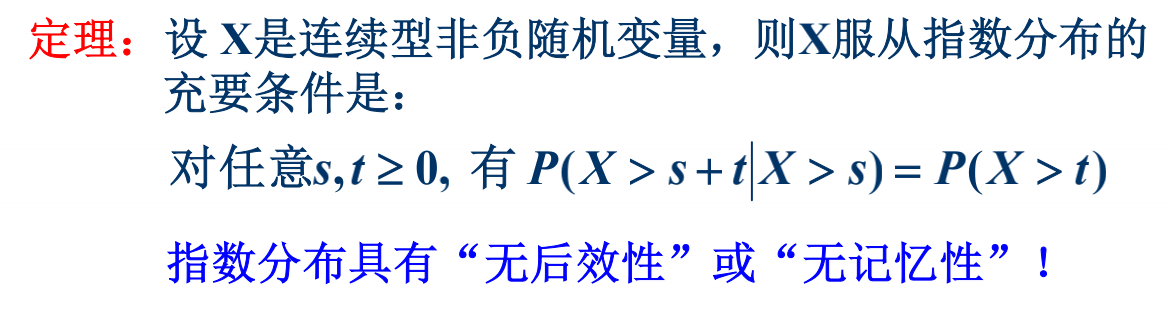 定理：设 X是连续型非负随机变量，则X服从指数分布的
充要条件是：
对任意s,t ≥ 0, 有 P(X > s + t|X > s) = P(X > t)
指数分布具有“无后效性”或“无记忆性”！